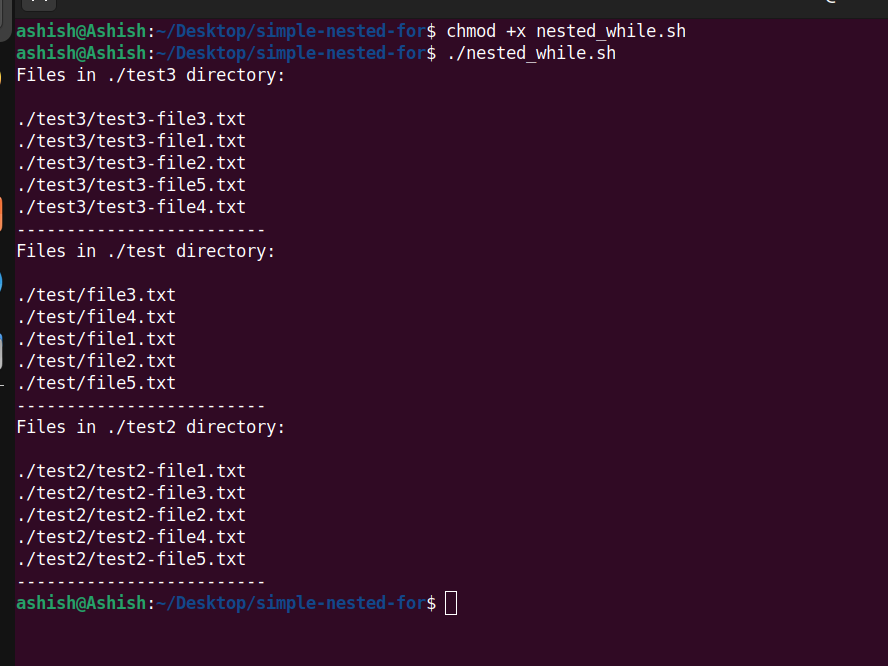 ashish@Ashish:~/Desktop/simple-nested-for$ chmod +x nested_while.sh
ashish@Ashish:~/Desktop/simple-nested-for$ ./nested_while.sh
Files in ./test3 directory:

./test3/test3-file3.txt
./test3/test3-file1.txt
./test3/test3-file2.txt
./test3/test3-file5.txt
./test3/test3-file4.txt
-------------------------
Files in ./test directory:

./test/file3.txt
./test/file4.txt
./test/file1.txt
./test/file2.txt
./test/file5.txt
-------------------------
Files in ./test2 directory:

./test2/test2-file1.txt
./test2/test2-file3.txt
./test2/test2-file2.txt
./test2/test2-file4.txt
./test2/test2-file5.txt
-------------------------
ashish@Ashish:~/Desktop/simple-nested-for$